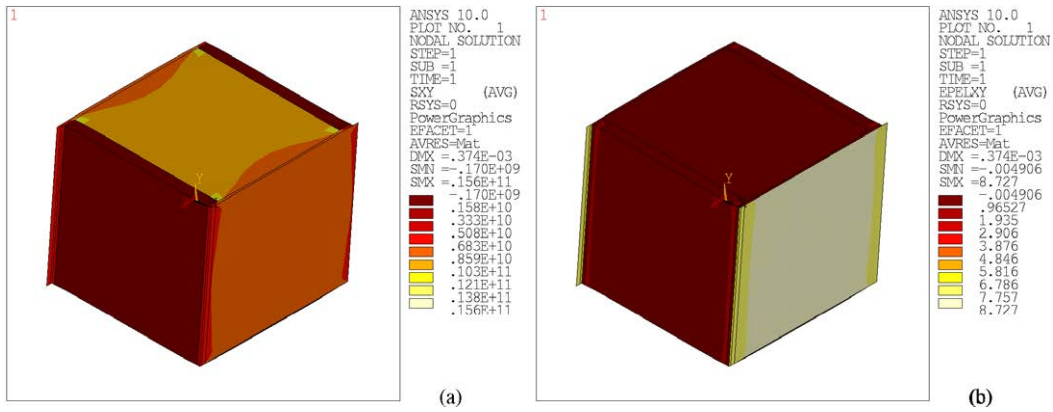 1
ANSYS 10.0
PLOT NO. 1
NODAL SOLUTION
STEP=1
SUB =1
TIME=1
SXY (AVG)
RSYS=0
PowerGraphics
EFACET=1
AVRES=Mat
DMX =.374E-03
SMN =-.170E+09
SMX =.156E+11
-.170E+09
.158E+10
.333E+10
.508E+10
.683E+10
.859E+10
.103E+11
.121E+11
.138E+11
.156E+11
Y
(a)
1
ANSYS 10.0
PLOT NO. 1
NODAL SOLUTION
STEP=1
SUB =1
TIME=1
EPELXY (AVG)
RSYS=0
PowerGraphics
EFACET=1
AVRES=Mat
DMX =.374E-03
SMN =-.004906
SMX =8.727
-.004906
.96527
1.935
2.906
3.876
4.846
5.816
6.786
7.757
8.727
Y
(b)